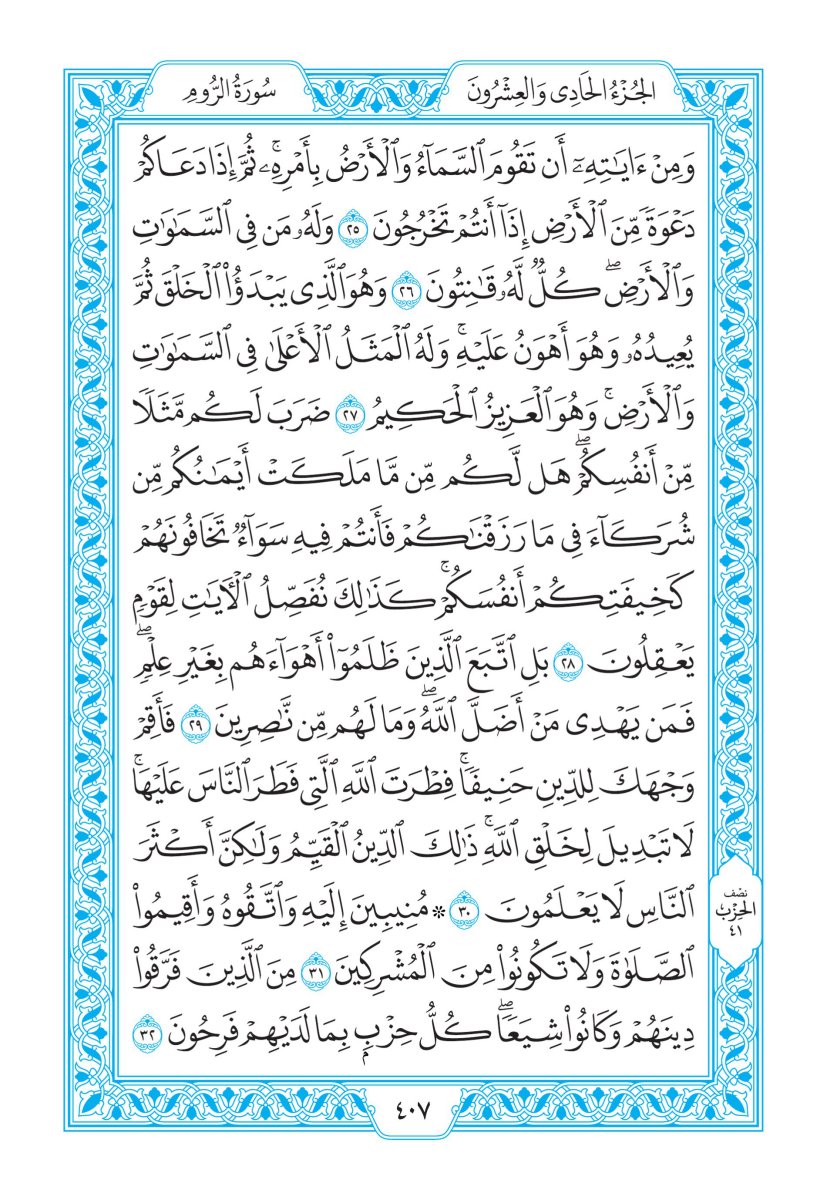 الجُزْءُ الحَادِي وَالعِشْرُونَ
سُورَةُ الرُّومِ
وَمِنْ ءَايَٰتِهِۦٓ أَن تَقُومَ ٱلسَّمَآءُ وَٱلْأَرْضُ بِأَمْرِهِۦۚ ثُمَّ إِذَا دَعَاكُمْ
دَعْوَةً مِّنَ ٱلْأَرْضِ إِذَآ أَنتُمْ تَخْرُجُونَ ٢٥ وَلَهُۥ مَن فِى ٱلسَّمَٰوَٰتِ
وَٱلْأَرْضِۖ كُلٌّ لَّهُۥ قَٰنِتُونَ ٢٦ وَهُوَ ٱلَّذِى يَبْدَؤُا۟ ٱلْخَلْقَ ثُمَّ
يُعِيدُهُۥ وَهُوَ أَهْوَنُ عَلَيْهِۚ وَلَهُ ٱلْمَثَلُ ٱلْأَعْلَىٰ فِى ٱلسَّمَٰوَٰتِ
وَٱلْأَرْضِۚ وَهُوَ ٱلْعَزِيزُ ٱلْحَكِيمُ ٢٧ ضَرَبَ لَكُم مَّثَلًا
مِّنْ أَنفُسِكُمْۖ هَل لَّكُم مِّن مَّا مَلَكَتْ أَيْمَٰنُكُم مِّن
شُرَكَآءَ فِى مَا رَزَقْنَٰكُمْ فَأَنتُمْ فِيهِ سَوَآءٌ تَخَافُونَهُمْ
كَخِيفَتِكُمْ أَنفُسَكُمْۚ كَذَٰلِكَ نُفَصِّلُ ٱلْأَيَٰتِ لِقَوْمٍ
يَعْقِلُونَ ٢٨ بَلِ ٱتَّبَعَ ٱلَّذِينَ ظَلَمُوٓا۟ أَهْوَآءَهُم بِغَيْرِ عِلْمٍۖ
فَمَن يَهْدِى مَنْ أَضَلَّ ٱللَّهُۖ وَمَا لَهُم مِّن نَّٰصِرِينَ ٢٩ فَأَقِمْ
وَجْهَكَ لِلدِّينِ حَنِيفًاۚ فِطْرَتَ ٱللَّهِ ٱلَّتِى فَطَرَ ٱلنَّاسَ عَلَيْهَاۚ
لَا تَبْدِيلَ لِخَلْقِ ٱللَّهِۚ ذَٰلِكَ ٱلدِّينُ ٱلْقَيِّمُ وَلَٰكِنَّ أَكْثَرَ
ٱلنَّاسِ لَا يَعْلَمُونَ ٣٠ * مُنِيبِينَ إِلَيْهِ وَٱتَّقُوهُ وَأَقِيمُوا۟
ٱلصَّلَوٰةَ وَلَا تَكُونُوا۟ مِنَ ٱلْمُشْرِكِينَ ٣١ مِنَ ٱلَّذِينَ فَرَّقُوا۟
دِينَهُمْ وَكَانُوا۟ شِيَعًاۖ كُلُّ حِزْبٍۭ بِمَا لَدَيْهِمْ فَرِحُونَ ٣٢
نصْف
الحِزْب
٤١
٤٠٧